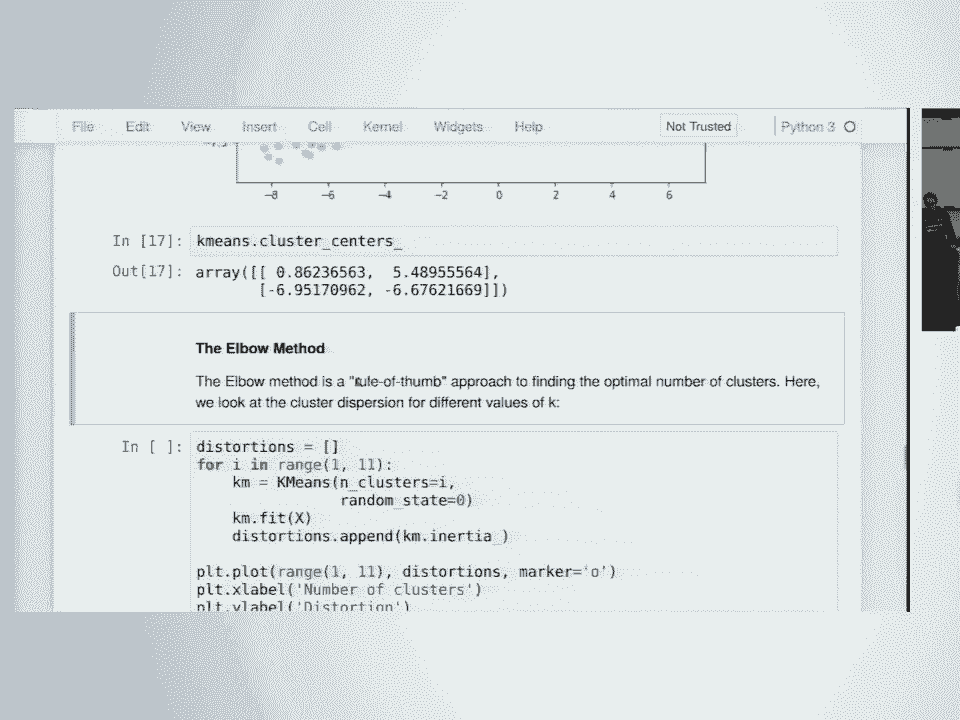 File Edit View Insert Cell Kernel Widgets Help Not Trusted Python 3
-8 -6 -4 -2 0 2 4 6
In [17]: kmeans.cluster_centers_
Out[17]: array([[ 0.86236563, 5.48955564],
[-6.95170962, -6.67621669]])
The Elbow Method
The Elbow method is a "rule-of-thumb" approach to finding the optimal number of clusters. Here,
we look at the cluster dispersion for different values of k:
In [ ]: distortions = []
for i in range(1, 11):
km = KMeans(n_clusters=i,
random_state=0)
km.fit(X)
distortions.append(km.inertia_)
plt.plot(range(1, 11), distortions, marker='o')
plt.xlabel('Number of clusters')
plt.ylabel('Distortion')